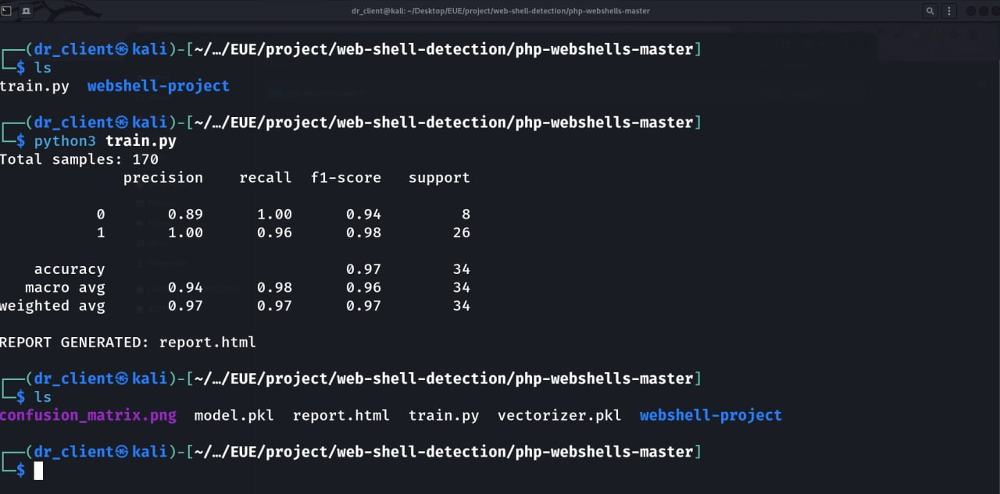 dr_client@kali: ~/Desktop/EUE/project/web-shell-detection/php-webshells-master
┌──(dr_client㉿kali)-[~/…/EUE/project/web-shell-detection/php-webshells-master]
└─$ ls
train.py  webshell-project
┌──(dr_client㉿kali)-[~/…/EUE/project/web-shell-detection/php-webshells-master]
└─$ python3 train.py
Total samples: 170
precision    recall  f1-score   support
0       0.89      1.00      0.94         8
1       1.00      0.96      0.98        26
accuracy                           0.97        34
macro avg       0.94      0.98      0.96        34
weighted avg       0.97      0.97      0.97        34
REPORT GENERATED: report.html
┌──(dr_client㉿kali)-[~/…/EUE/project/web-shell-detection/php-webshells-master]
└─$ ls
confusion_matrix.png  model.pkl  report.html  train.py  vectorizer.pkl  webshell-project
┌──(dr_client㉿kali)-[~/…/EUE/project/web-shell-detection/php-webshells-master]
└─$